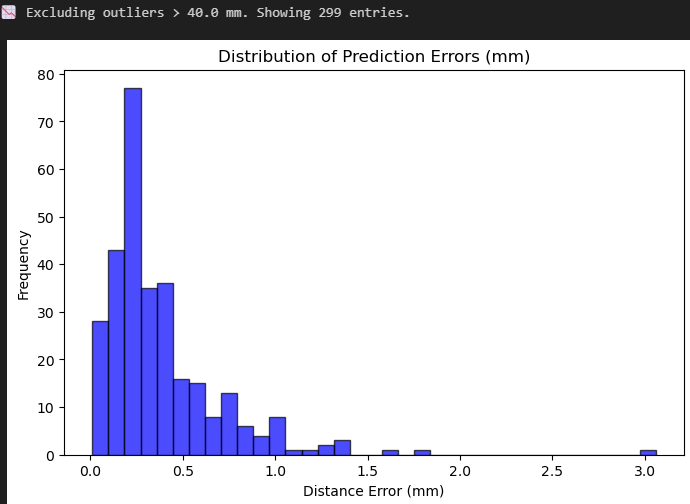 Excluding outliers > 40.0 mm. Showing 299 entries.
Distribution of Prediction Errors (mm)
80
70
60
50
40
30
20
10
0
Frequency
0.0 0.5 1.0 1.5 2.0 2.5 3.0
Distance Error (mm)